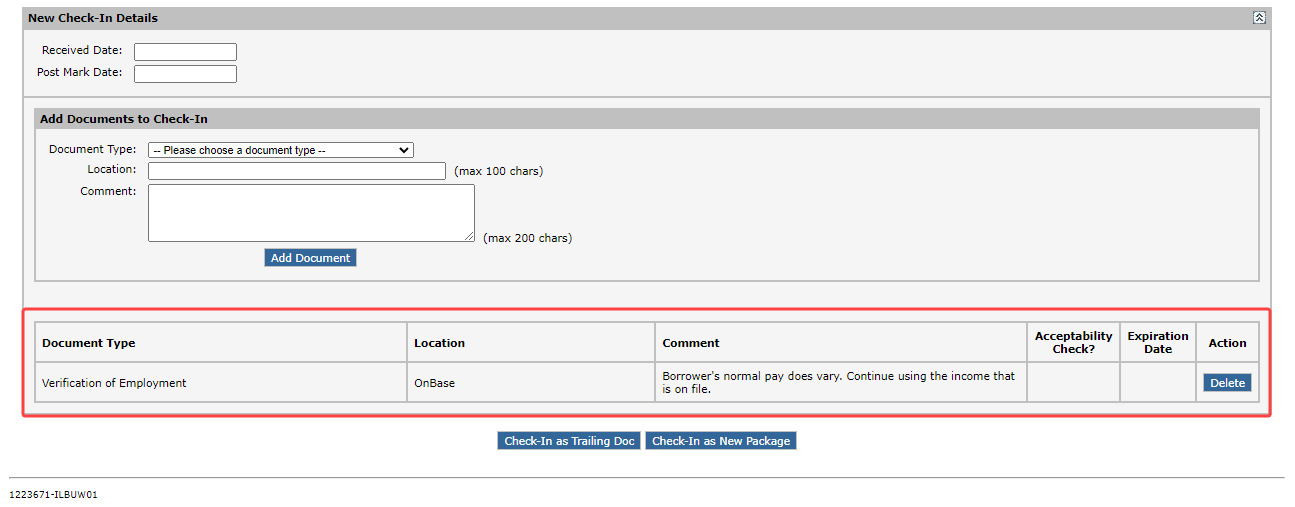 New Check-In Details
Received Date:
Post Mark Date:
Add Documents to Check-In
Document Type: -- Please choose a document type --
Location: (max 100 chars)
Comment:
(max 200 chars)
Add Document
Document Type Location Comment Acceptability Check? Expiration Date Action
Verification of Employment OnBase Borrower's normal pay does vary. Continue using the income that
is on file. Delete
Check-In as Trailing Doc Check-In as New Package
1223671-ILBUW01